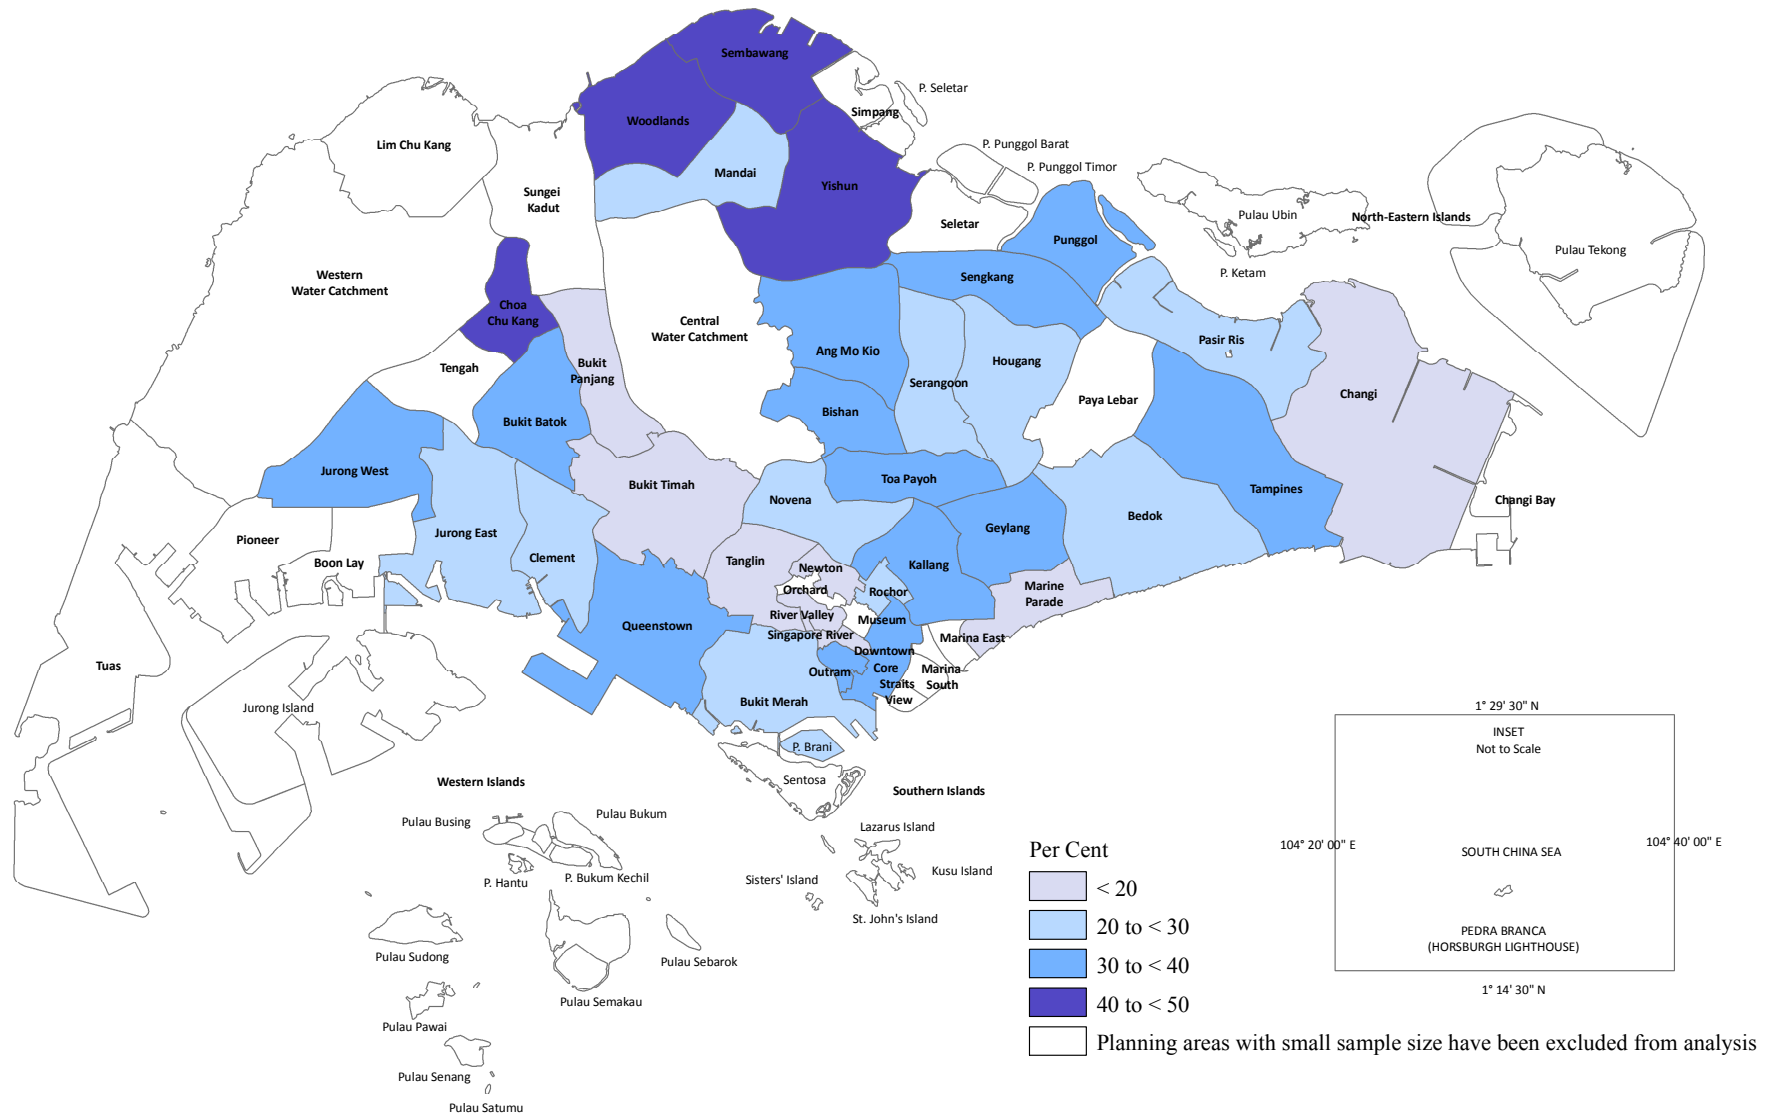 Sembawang
P. Seletar
Simpang
Woodlands
Lim Chu Kang
P. Punggol Barat
P. Punggol Timor
Mandai
Yishun
Sungei
Kadut
Seletar
Pulau Ubin
North-Eastern Islands
Punggol
Pulau Tekong
P. Ketam
Sengkang
Western
Water Catchment
Choa
Chu Kang
Central
Water Catchment
Pasir Ris
Ang Mo Kio
Hougang
Tengah
Bukit
Panjang
Serangoon
Changi
Paya Lebar
Bishan
Bukit Batok
Jurong West
Bukit Timah
Toa Payoh
Novena
Tampines
Changi Bay
Bedok
Geylang
Jurong East
Pioneer
Clement
Boon Lay
Tanglin
Newton
Kallang
Orchard
Rochor
Marine
Parade
River Valley
Museum
Queenstown
Singapore River
Marina East
Downtown
Core
Tuas
Outram
Marina
South
Straits
View
Bukit Merah
Jurong Island
P. Brani
Sentosa
Western Islands
Southern Islands
Pulau Busing
Pulau Bukum
Lazarus Island
Kusu Island
P. Hantu
P. Bukum Kechil
Sisters' Island
St. John's Island
Pulau Sudong
Pulau Sebarok
Pulau Semakau
Pulau Pawai
Pulau Senang
Pulau Satumu
1° 29' 30" N
INSET
Not to Scale
104° 20' 00" E
104° 40' 00" E
SOUTH CHINA SEA
PEDRA BRANCA
(HORSBURGH LIGHTHOUSE)
1° 14' 30" N
Per Cent
< 20
20 to < 30
30 to < 40
40 to < 50
Planning areas with small sample size have been excluded from analysis